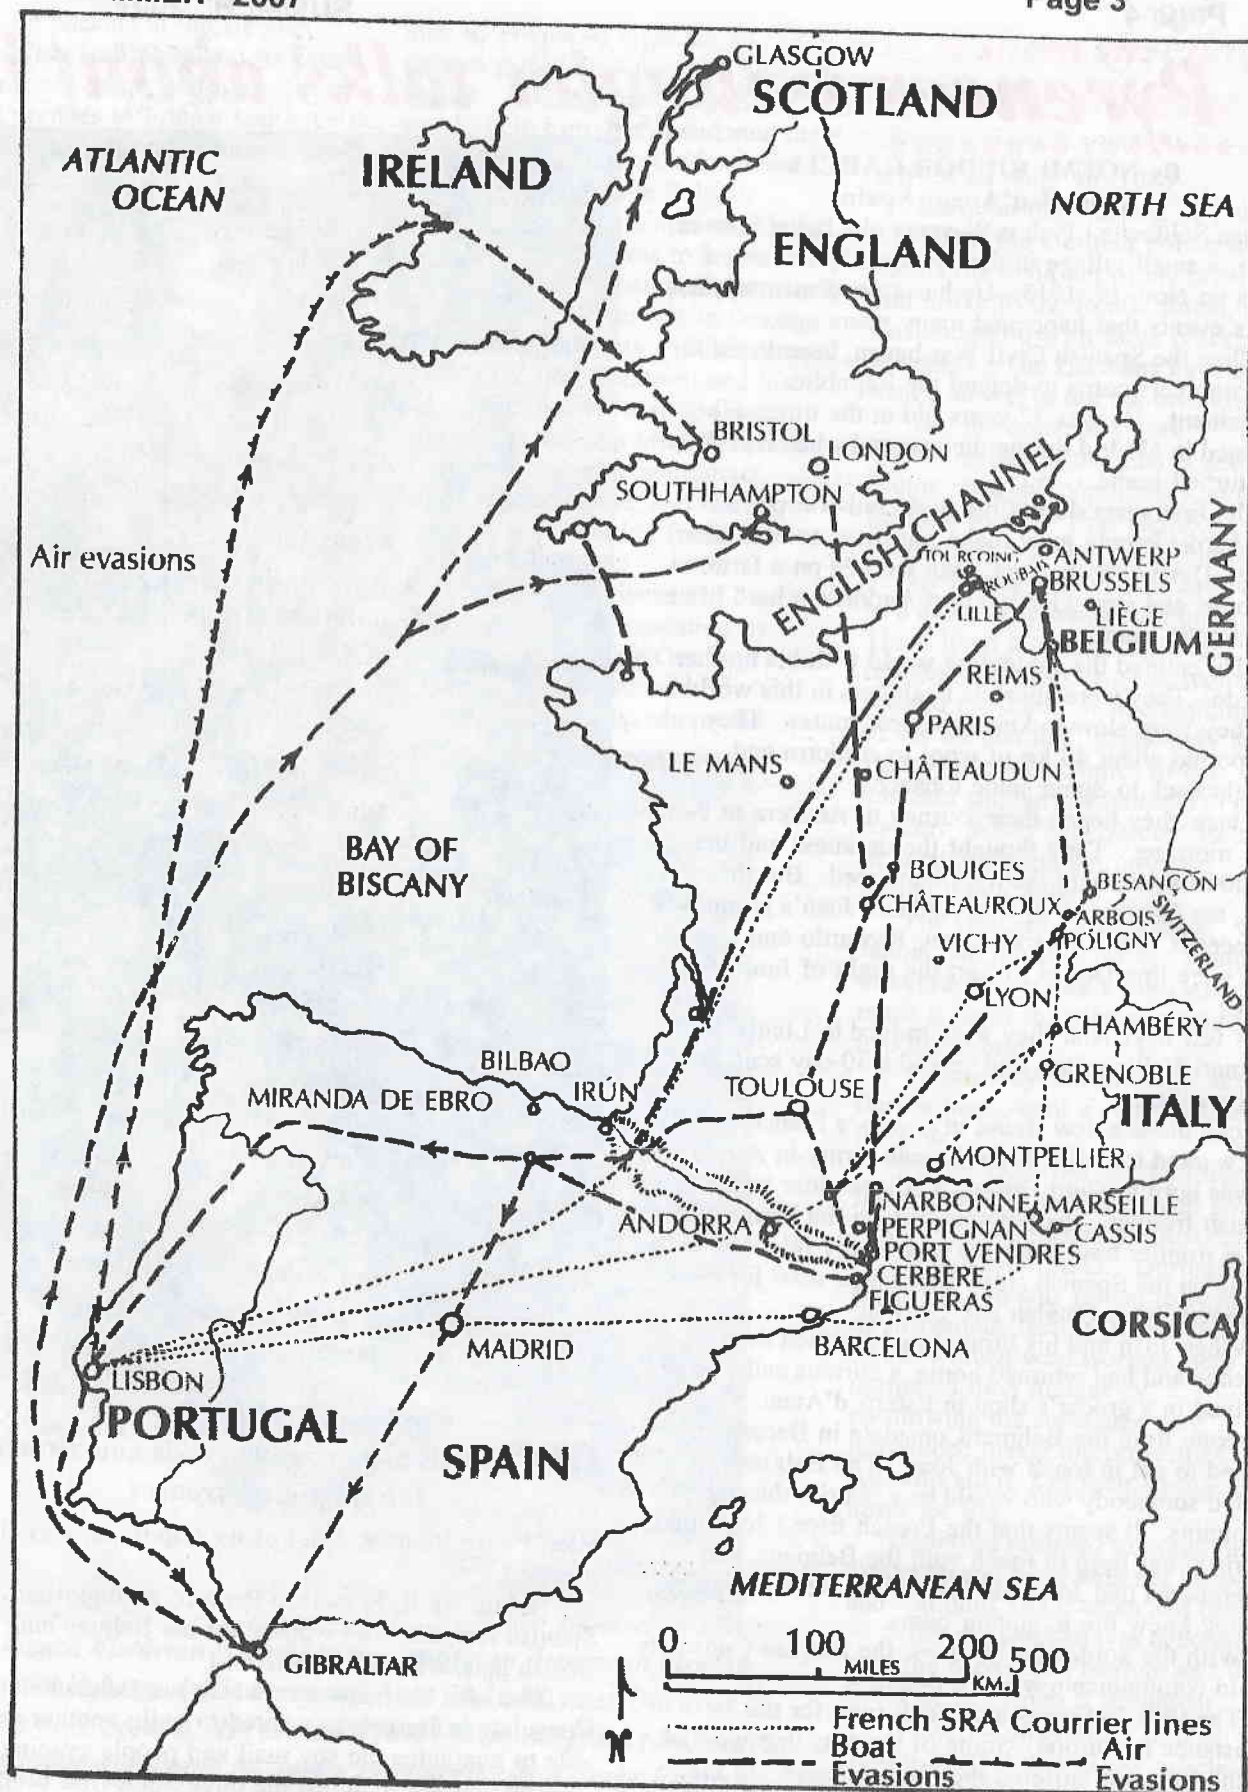 2007
Page 3
GLASGOW
SCOTLAND
ATLANTIC
OCEAN
IRELAND
NORTH SEA
ENGLAND
BRISTOL
LONDON
SOUTHHAMPTON
ENGLISH CHANNEL
Air evasions
TOURCOING
ROUBAIX
ANTWERP
BRUSSELS
LILLE
LIÈGE
BELGIUM
GERMANY
REIMS
PARIS
LE MANS
CHÂTEAUDUN
BAY OF
BISCANY
BOUIGES
CHÂTEAUROUX
BESANÇON
ARBOIS
SWITZERLAND
VICHY
POLIGNY
LYON
CHAMBÉRY
BILBAO
IRÚN
TOULOUSE
GRENOBLE
MIRANDA DE EBRO
ITALY
MONTPELLIER
NARBONNE
MARSEILLE
ANDORRA
PERPIGNAN
CASSIS
PORT VENDRES
CERBÈRE
FIGUERAS
CORSICA
MADRID
BARCELONA
LISBON
PORTUGAL
SPAIN
MEDITERRANEAN SEA
0 100 200 500
MILES
KM.
GIBRALTAR
N
French SRA Courrier lines
Boat
Evasions
Air
Evasions